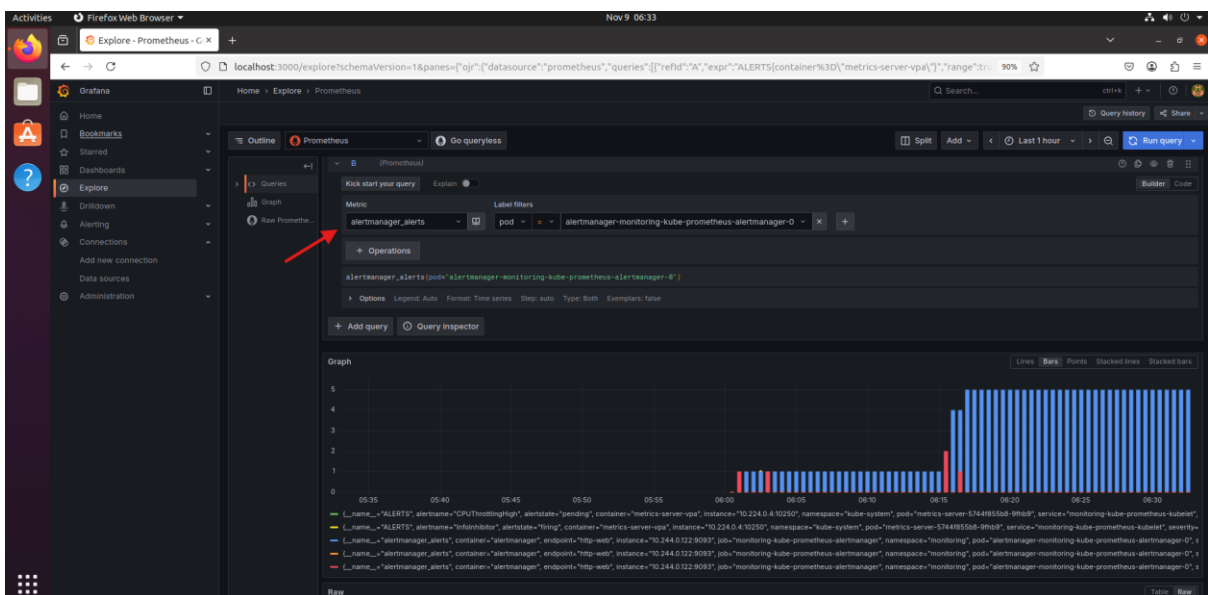 Activities Firefox Web Browser Nov 9 06:33
Explore - Prometheus - G
localhost:3000/explore?schemaVersion=1&panes={"ojr":{"datasource":"prometheus","queries":[{"refId":"A","expr":"ALERTS{container%3D\"metrics-server-vpa\"}","range":tru 90%
Grafana Home > Explore > Prometheus Search... ctrl+k
Home Query history Share
Bookmarks
Starred Outline Prometheus Go queryless Split Add Last 1 hour Run query
Dashboards B (Prometheus)
Explore Queries Kick start your query Explain Builder Code
Drilldown Graph Metric Label filters
Alerting Raw Promethe... alertmanager_alerts pod = alertmanager-monitoring-kube-prometheus-alertmanager-0
Connections
Add new connection + Operations
Data sources alertmanager_alerts{pod="alertmanager-monitoring-kube-prometheus-alertmanager-0"}
Administration Options Legend: Auto Format: Time series Step: auto Type: Both Exemplars: false
+ Add query Query inspector
Graph Lines Bars Points Stacked lines Stacked bars
5
4
3
2
1
0
05:35 05:40 05:45 05:50 05:55 06:00 06:05 06:10 06:15 06:20 06:25 06:30
{__name__="ALERTS", alertname="CPUThrottlingHigh", alertstate="pending", container="metrics-server-vpa", instance="10.224.0.4:10250", namespace="kube-system", pod="metrics-server-5744f855b8-9fhb9", service="monitoring-kube-prometheus-kubelet",
{__name__="ALERTS", alertname="InfoInhibitor", alertstate="firing", container="metrics-server-vpa", instance="10.224.0.4:10250", namespace="kube-system", pod="metrics-server-5744f855b8-9fhb9", service="monitoring-kube-prometheus-kubelet", severity=
{__name__="alertmanager_alerts", container="alertmanager", endpoint="http-web", instance="10.244.0.122:9093", job="monitoring-kube-prometheus-alertmanager", namespace="monitoring", pod="alertmanager-monitoring-kube-prometheus-alertmanager-0", s
{__name__="alertmanager_alerts", container="alertmanager", endpoint="http-web", instance="10.244.0.122:9093", job="monitoring-kube-prometheus-alertmanager", namespace="monitoring", pod="alertmanager-monitoring-kube-prometheus-alertmanager-0", s
{__name__="alertmanager_alerts", container="alertmanager", endpoint="http-web", instance="10.244.0.122:9093", job="monitoring-kube-prometheus-alertmanager", namespace="monitoring", pod="alertmanager-monitoring-kube-prometheus-alertmanager-0", s
Raw Table Raw